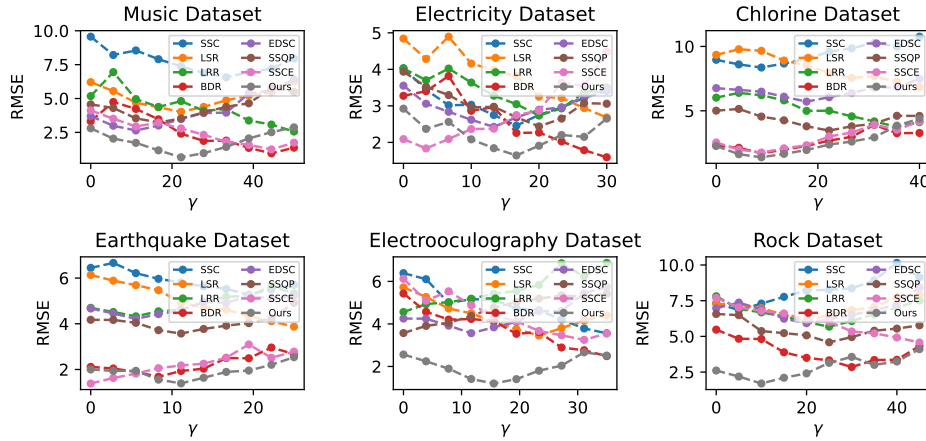 Music Dataset
RMSE
10.0
7.5
5.0
2.5
0 20 40
γ
SSC EDSC
LSR SSQP
LRR SSCE
BDR Ours
Electricity Dataset
RMSE
5
4
3
2
0 10 20 30
γ
SSC EDSC
LSR SSQP
LRR SSCE
BDR Ours
Chlorine Dataset
RMSE
10
5
0 20 40
γ
SSC EDSC
LSR SSQP
LRR SSCE
BDR Ours
Earthquake Dataset
RMSE
6
4
2
0 10 20
γ
SSC EDSC
LSR SSQP
LRR SSCE
BDR Ours
Electrooculography Dataset
RMSE
6
4
2
0 10 20 30
γ
SSC EDSC
LSR SSQP
LRR SSCE
BDR Ours
Rock Dataset
RMSE
10.0
7.5
5.0
2.5
0 20 40
γ
SSC EDSC
LSR SSQP
LRR SSCE
BDR Ours